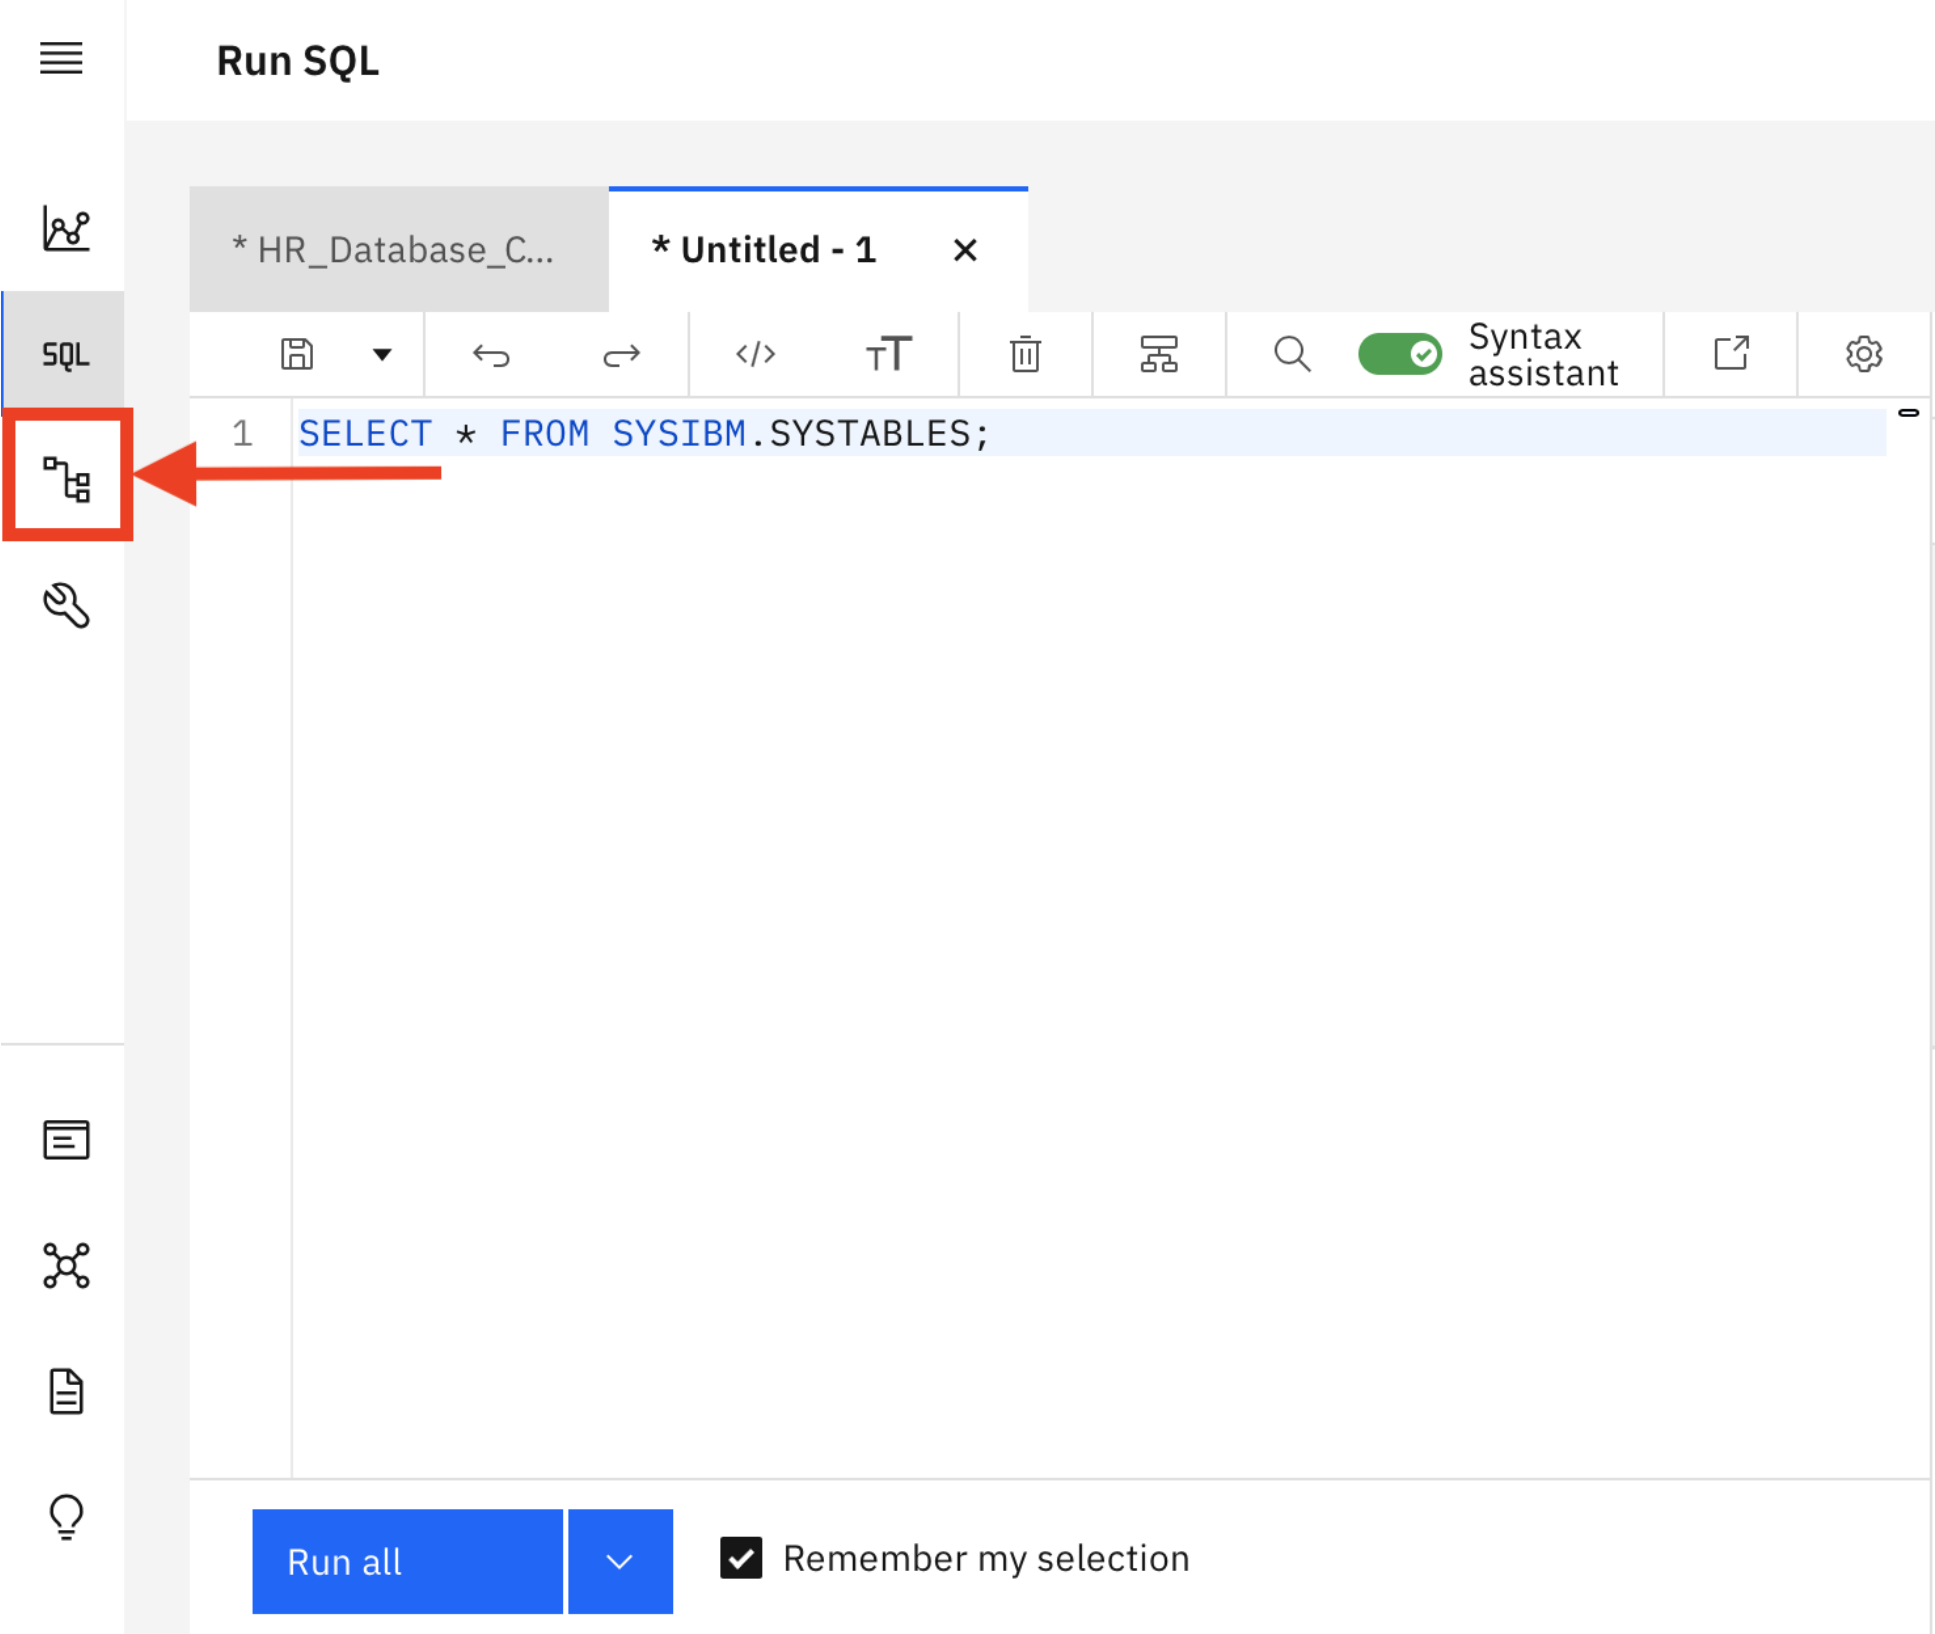 Run SQL
* HR_Database_C...
* Untitled - 1
SQL
Syntax
assistant
1
SELECT * FROM SYSIBM.SYSTABLES;
Run all
Remember my selection